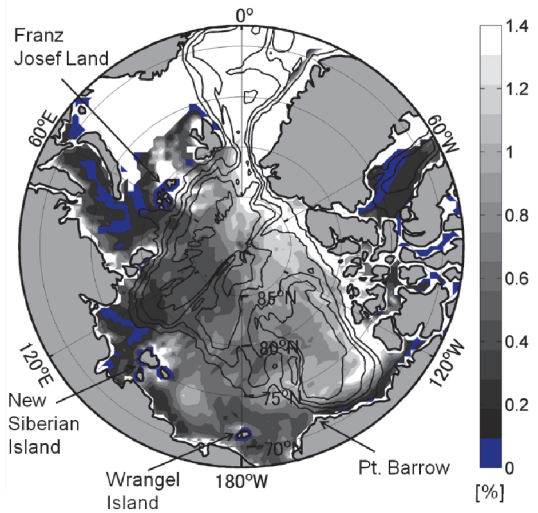 Franz
Josef Land
0°
1.4
60°E
60°W
1.2
1
0.8
0.6
85°N
80°N
0.4
120°E
120°W
75°N
0.2
New
Siberian
Island
70°N
Pt. Barrow
0
Wrangel
Island
180°W
[%]